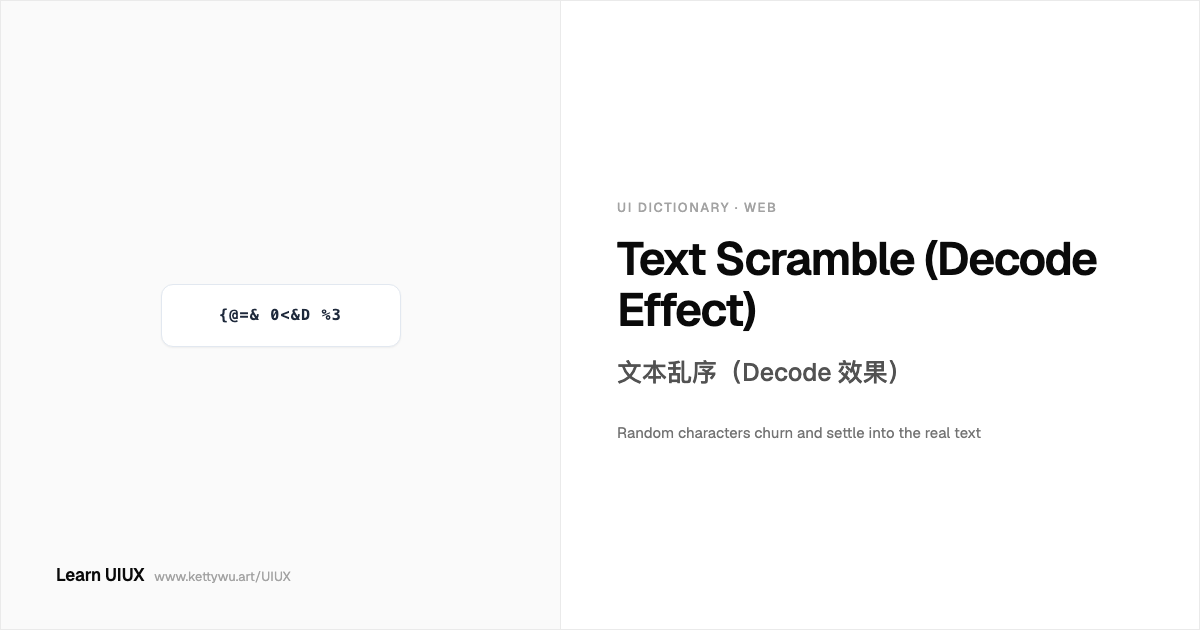 {@=& 0<&D %3
Learn UIUX www.kettywu.art/UIUX
UI DICTIONARY · WEB
Text Scramble (Decode
Effect)
文本乱序（Decode 效果）
Random characters churn and settle into the real text